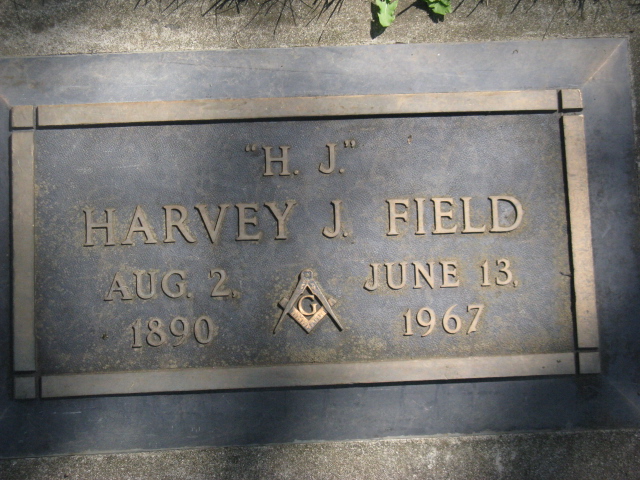 "H. J."
HARVEY J. FIELD
AUG. 2, JUNE 13,
1890 G 1967